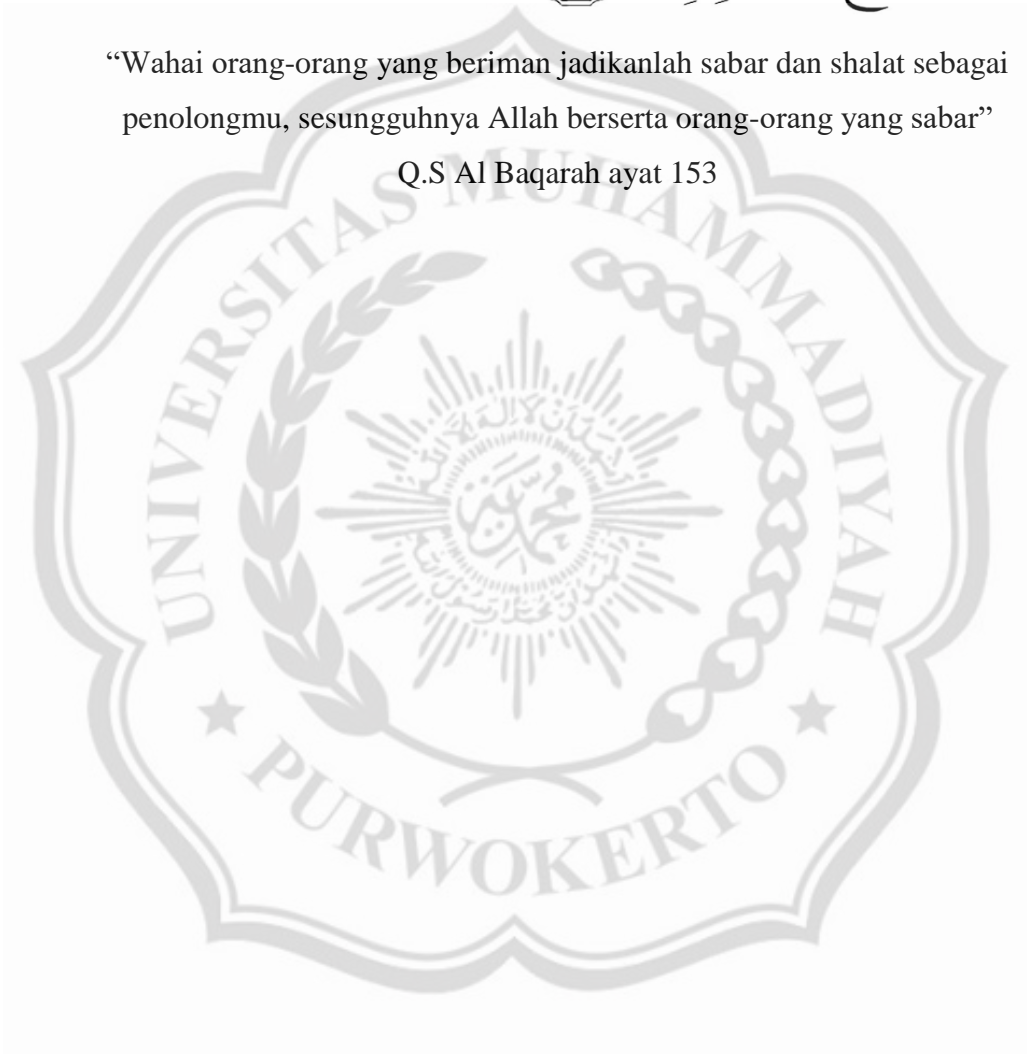 “Wahai orang-orang yang beriman jadikanlah sabar dan shalat sebagai
penolongmu, sesungguhnya Allah berserta orang-orang yang sabar”
Q.S Al Baqarah ayat 153
UNIVERSITAS MUHAMMADIYAH
PURWOKERTO